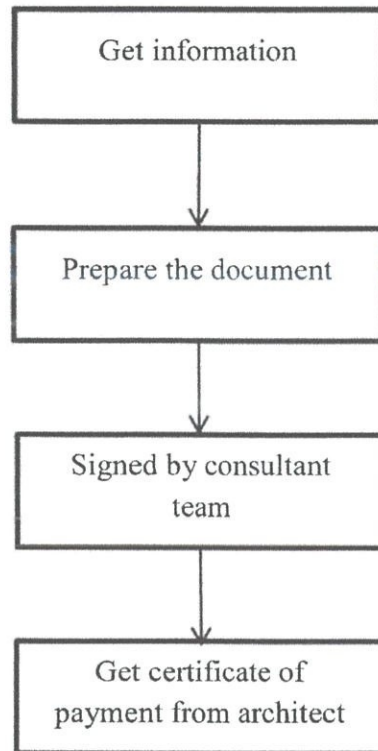 Get information
Prepare the document
Signed by consultant
team
Get certificate of
payment from architect